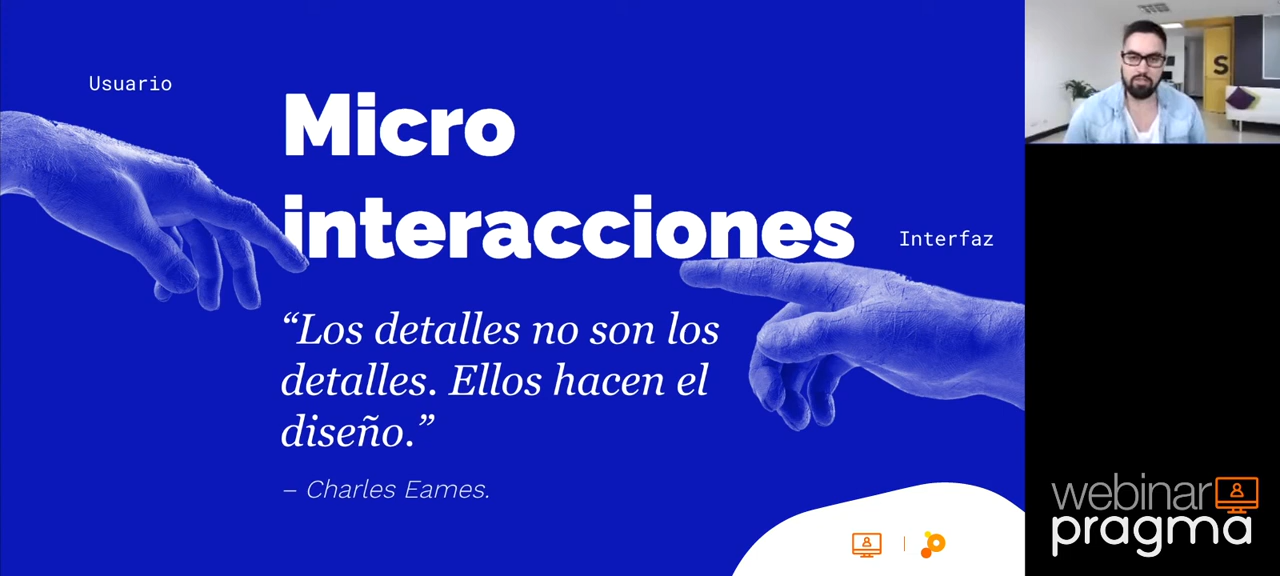 Usuario
Micro
interacciones
Interfaz
“Los detalles no son los
detalles. Ellos hacen el
diseño.”
– Charles Eames.
S
webinar
pragma